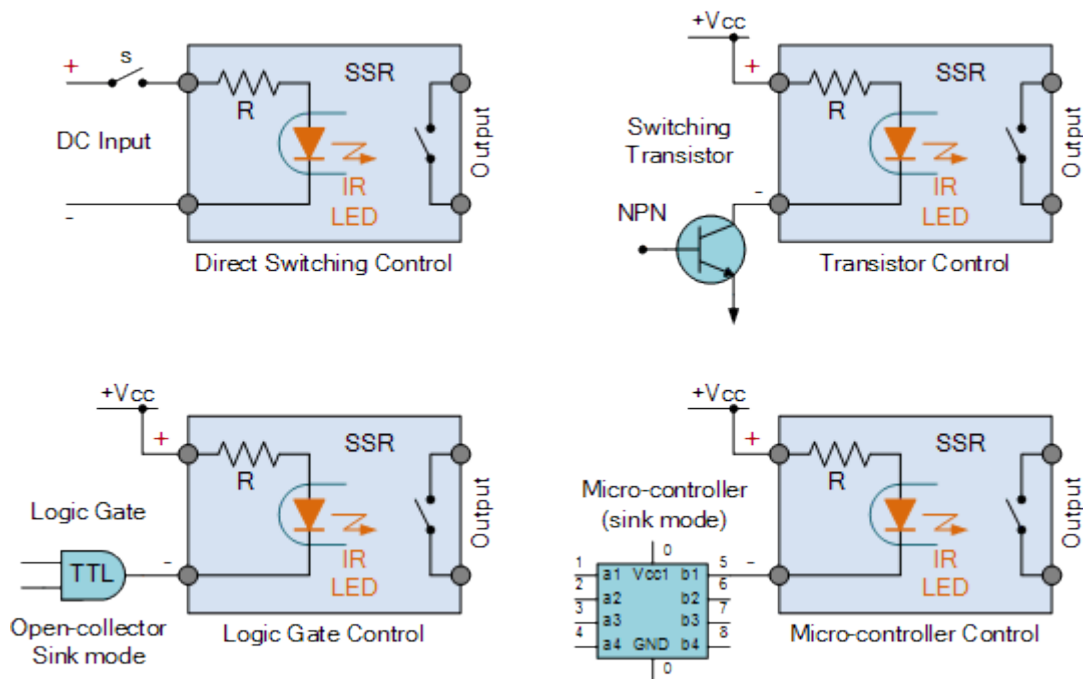 +
S
SSR
R
DC Input
IR
LED
-
Output
Direct Switching Control
+Vcc
+
SSR
R
Switching
Transistor
-
IR
LED
NPN
Output
Transistor Control
+Vcc
+
SSR
R
Logic Gate
TTL
-
IR
LED
Output
Open-collector
Sink mode
Logic Gate Control
+Vcc
+
SSR
R
Micro-controller
(sink mode)
0
1 a1 Vcc1 b1 5 -
2 a2 b2 6
3 a3 b3 7
4 a4 GND b4 8
0
IR
LED
Output
Micro-controller Control